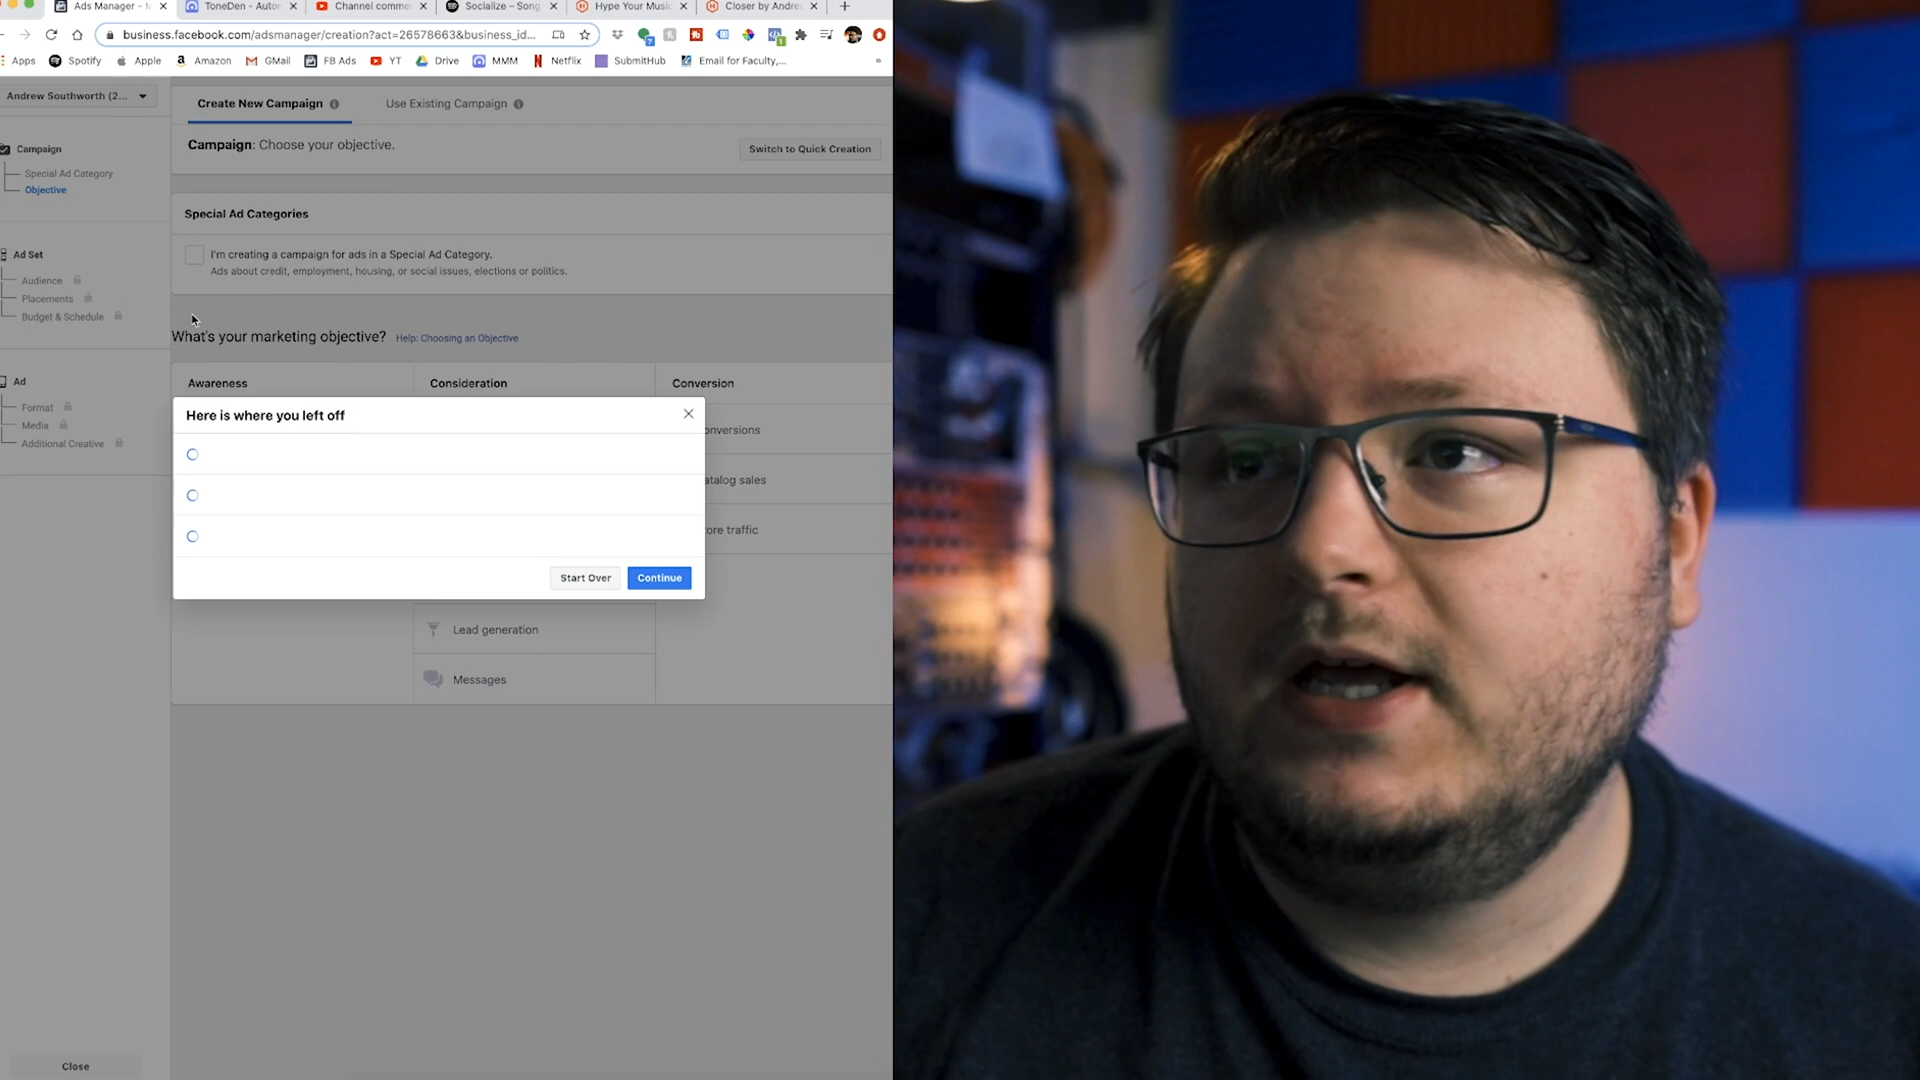 Ads Manager - M
ToneDen - Autom
Channel comme
Socialize – Song
Hype Your Music
Closer by Andre
business.facebook.com/adsmanager/creation?act=26578663&business_id...
Apps
Spotify
Apple
Amazon
GMail
FB Ads
YT
Drive
MMM
Netflix
SubmitHub
Email for Faculty,...
»
Andrew Southworth (2...
Create New Campaign
Use Existing Campaign
Campaign: Choose your objective.
Switch to Quick Creation
Campaign
Special Ad Category
Objective
Special Ad Categories
I'm creating a campaign for ads in a Special Ad Category.
Ads about credit, employment, housing, or social issues, elections or politics.
Ad Set
Audience
Placements
Budget & Schedule
What's your marketing objective?
Help: Choosing an Objective
Awareness
Consideration
Conversion
Ad
Format
Media
Additional Creative
Here is where you left off
onversions
atalog sales
ore traffic
Start Over
Continue
Lead generation
Messages
Close